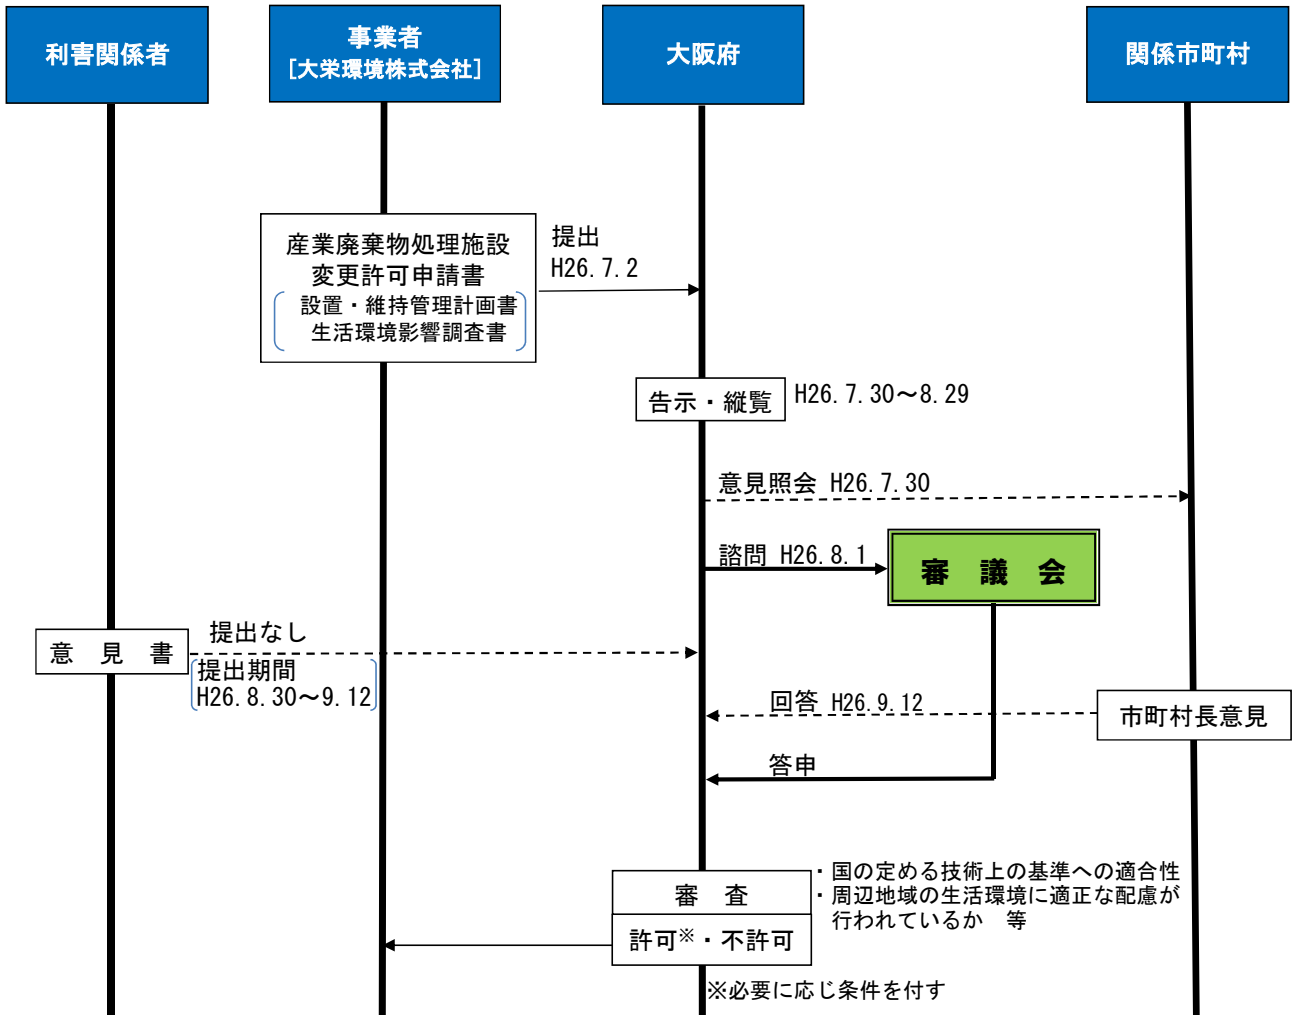 利害関係者
事業者
[大栄環境株式会社]
大阪府
関係市町村
産業廃棄物処理施設
変更許可申請書
設置・維持管理計画書
生活環境影響調査書
提出
H26.7.2
告示・縦覧
H26.7.30～8.29
意見照会 H26.7.30
諮問 H26.8.1
審 議 会
意 見 書
提出なし
提出期間
H26.8.30～9.12
回答 H26.9.12
市町村長意見
答申
審 査
・国の定める技術上の基準への適合性
・周辺地域の生活環境に適正な配慮が
行われているか 等
許可※・不許可
※必要に応じ条件を付す